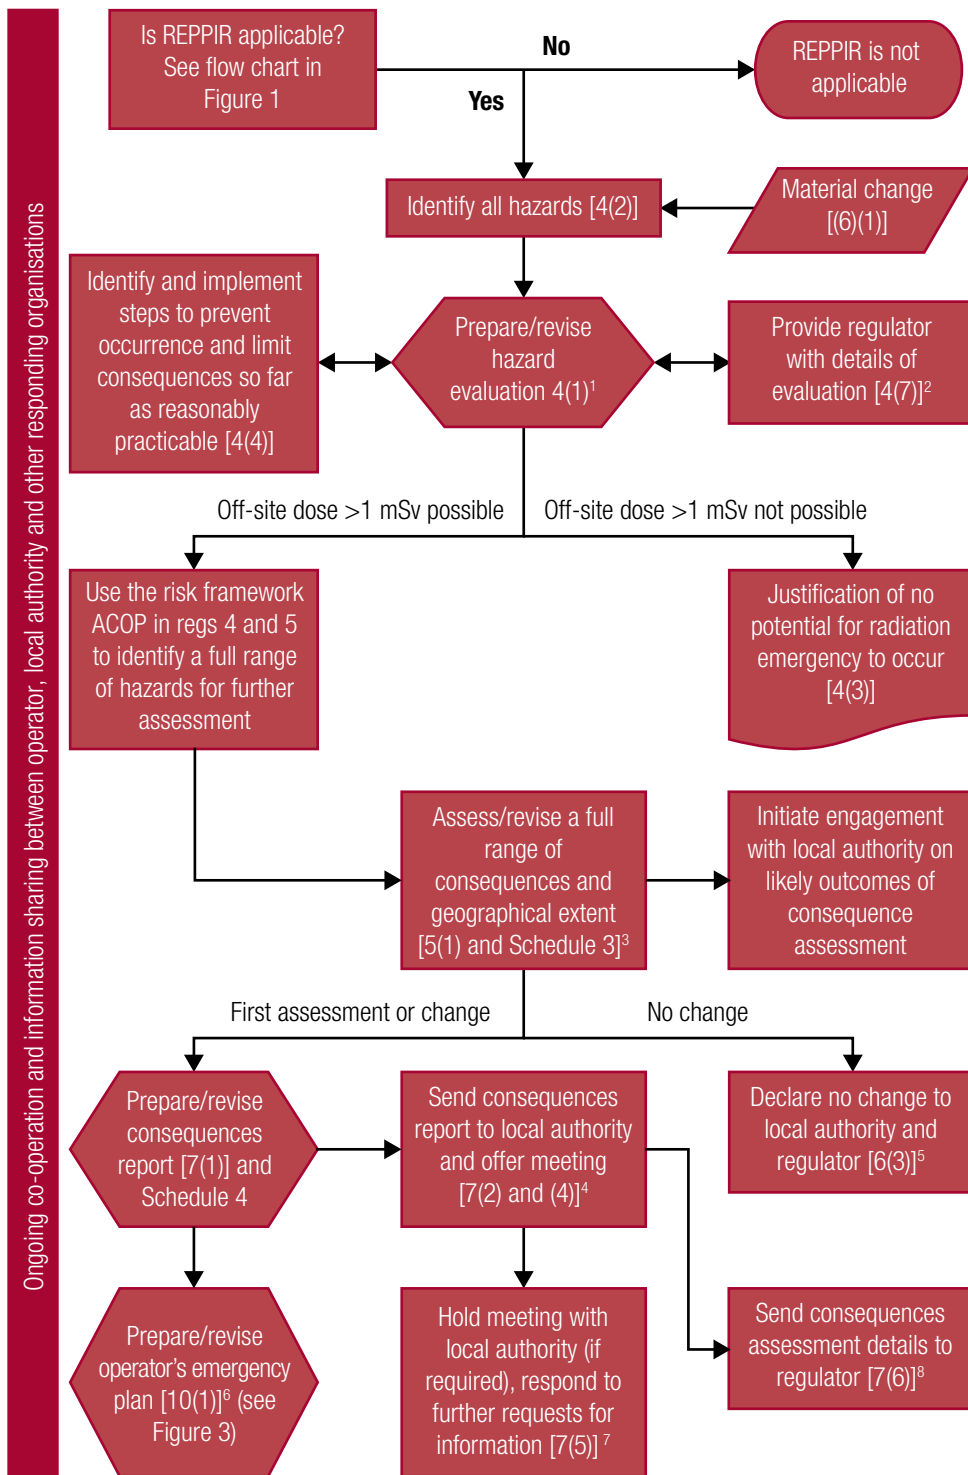 Ongoing co-operation and information sharing between operator, local authority and other responding organisations
Is REPPIR applicable?
See flow chart in
Figure 1
No
Yes
REPPIR is not
applicable
Identify all hazards [4(2)]
Material change
[(6)(1)]
Identify and implement
steps to prevent
occurrence and limit
consequences so far
as reasonably
practicable [4(4)]
Prepare/revise
hazard
evaluation 4(1)¹
Provide regulator
with details of
evaluation [4(7)]²
Off-site dose >1 mSv possible
Off-site dose >1 mSv not possible
Use the risk framework
ACOP in regs 4 and 5
to identify a full range
of hazards for further
assessment
Justification of no
potential for radiation
emergency to occur
[4(3)]
Assess/revise a full
range of
consequences and
geographical extent
[5(1) and Schedule 3]³
Initiate engagement
with local authority on
likely outcomes of
consequence
assessment
First assessment or change
No change
Prepare/revise
consequences
report [7(1)] and
Schedule 4
Send consequences
report to local authority
and offer meeting
[7(2) and (4)]⁴
Declare no change to
local authority and
regulator [6(3)]⁵
Prepare/revise
operator's emergency
plan [10(1)]⁶ (see
Figure 3)
Hold meeting with
local authority (if
required), respond to
further requests for
information [7(5)] ⁷
Send consequences
assessment details to
regulator [7(6)]⁸